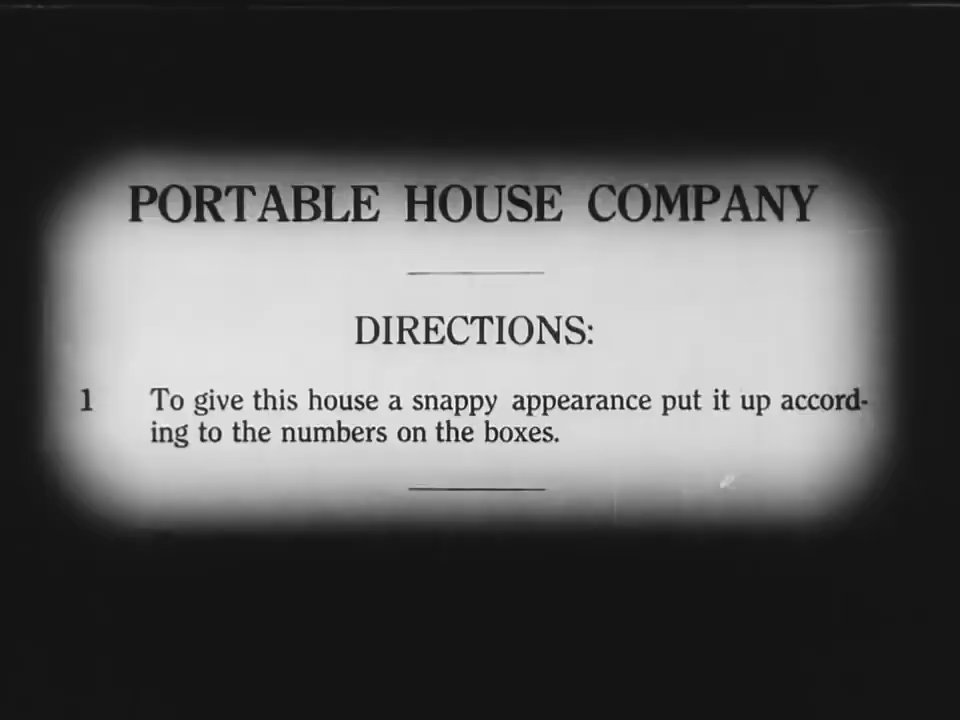 PORTABLE HOUSE COMPANY
DIRECTIONS:
1 To give this house a snappy appearance put it up accord-
ing to the numbers on the boxes.